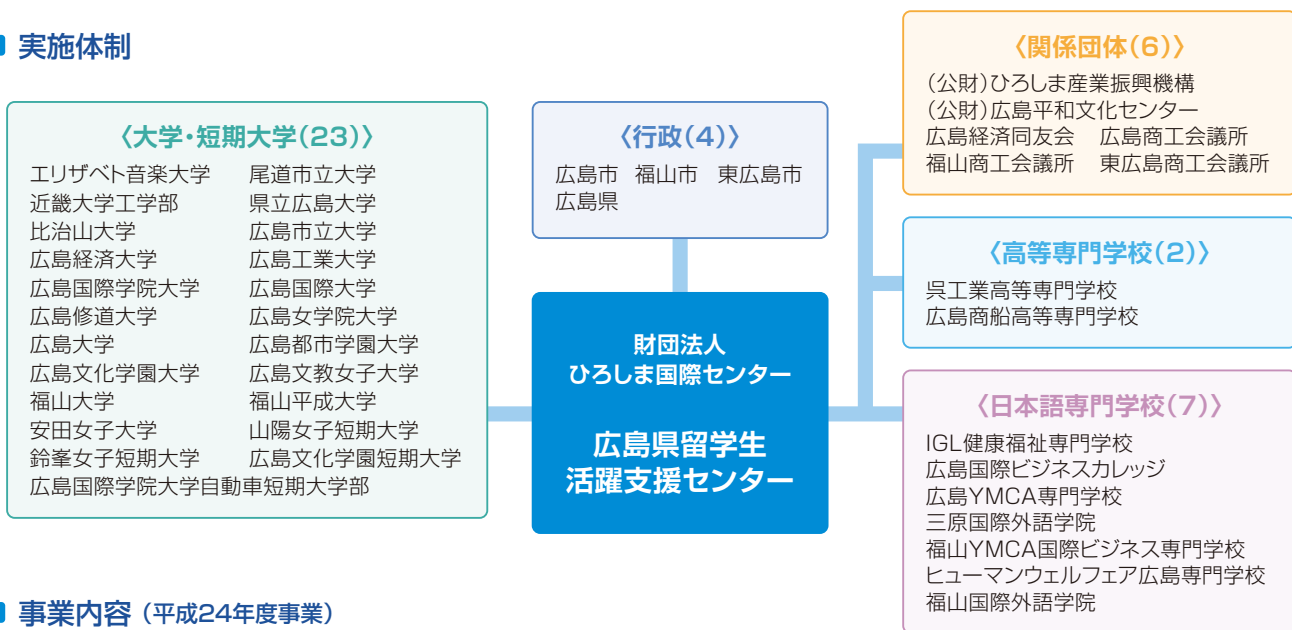 実施体制
〈大学・短期大学(23)〉
エリザベト音楽大学 尾道市立大学
近畿大学工学部 県立広島大学
比治山大学 広島市立大学
広島経済大学 広島工業大学
広島国際学院大学 広島国際大学
広島修道大学 広島女学院大学
広島大学 広島都市学園大学
広島文化学園大学 広島文教女子大学
福山大学 福山平成大学
安田女子大学 山陽女子短期大学
鈴峯女子短期大学 広島文化学園短期大学
広島国際学院大学自動車短期大学部
〈行政(4)〉
広島市 福山市 東広島市
広島県
財団法人
ひろしま国際センター
広島県留学生
活躍支援センター
〈関係団体(6)〉
(公財)ひろしま産業振興機構
(公財)広島平和文化センター
広島経済同友会 広島商工会議所
福山商工会議所 東広島商工会議所
〈高等専門学校(2)〉
呉工業高等専門学校
広島商船高等専門学校
〈日本語専門学校(7)〉
IGL健康福祉専門学校
広島国際ビジネスカレッジ
広島YMCA専門学校
三原国際外語学院
福山YMCA国際ビジネス専門学校
ヒューマンウェルフェア広島専門学校
福山国際外語学院
事業内容(平成24年度事業)